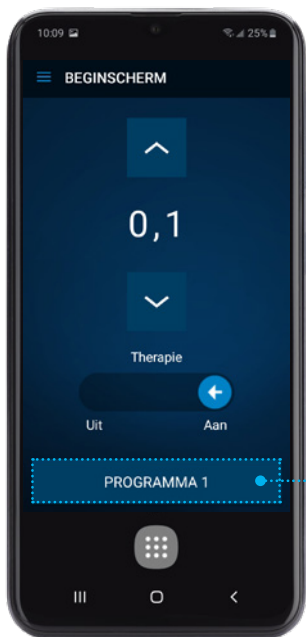 10:09 25%
BEGINSCHERM
0,1
Therapie
Uit Aan
PROGRAMMA 1